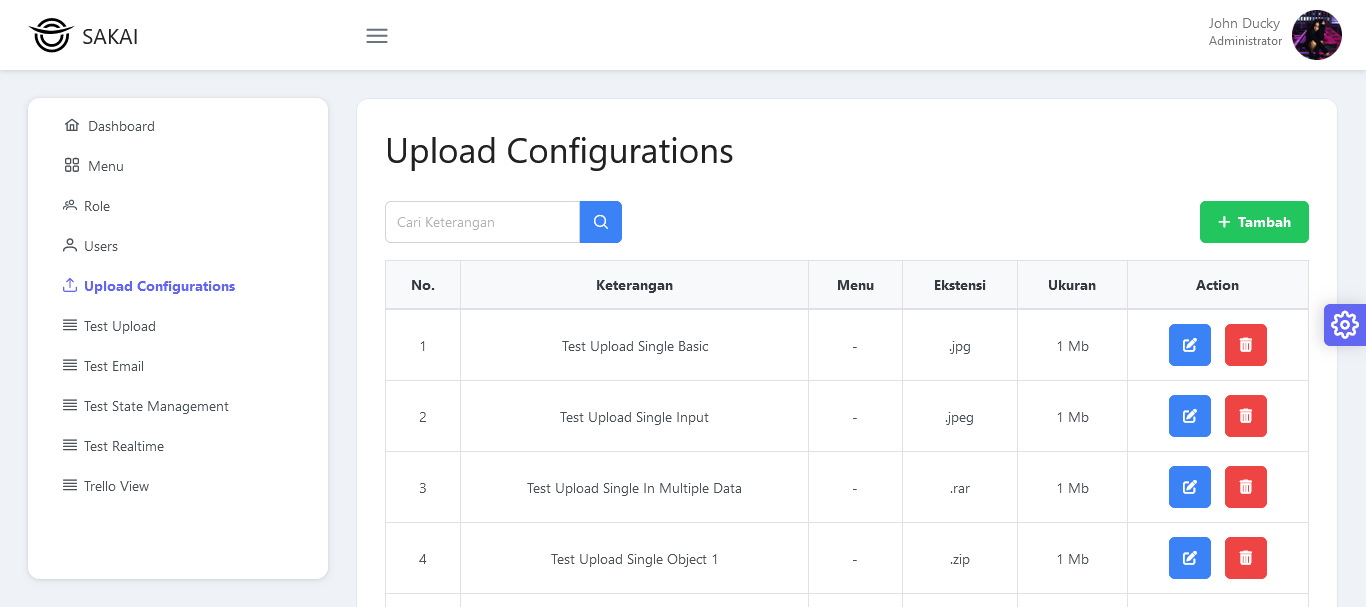 SAKAI
John Ducky
Administrator
Dashboard
Menu
Role
Users
Upload Configurations
Test Upload
Test Email
Test State Management
Test Realtime
Trello View
Upload Configurations
Cari Keterangan
Tambah
No. Keterangan Menu Ekstensi Ukuran Action
1 Test Upload Single Basic - .jpg 1 Mb
2 Test Upload Single Input - .jpeg 1 Mb
3 Test Upload Single In Multiple Data - .rar 1 Mb
4 Test Upload Single Object 1 - .zip 1 Mb